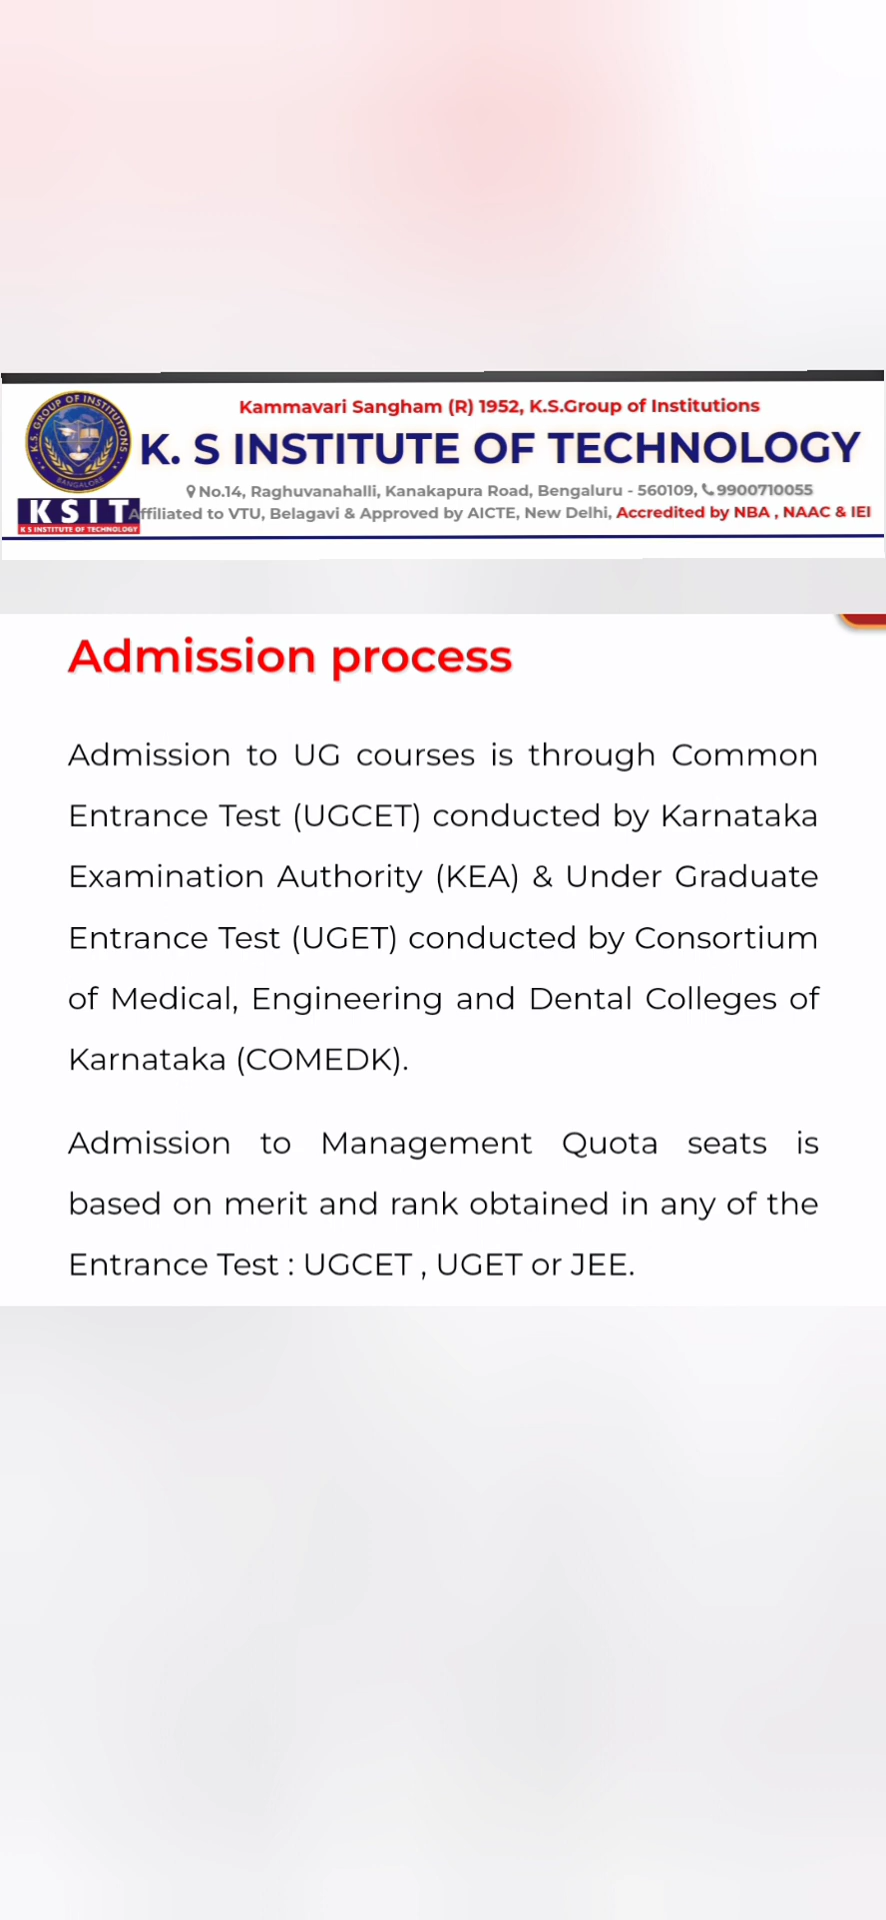 K.S. GROUP OF INSTITUTIONS
SANGALORE
K S I T
K S INSTITUTE OF TECHNOLOGY
Kammavari Sangham (R) 1952, K.S.Group of Institutions
K. S INSTITUTE OF TECHNOLOGY
No.14, Raghuvanahalli, Kanakapura Road, Bengaluru - 560109, 9900710055
Affiliated to VTU, Belagavi & Approved by AICTE, New Delhi, Accredited by NBA , NAAC & IEI
Admission process
Admission to UG courses is through Common
Entrance Test (UGCET) conducted by Karnataka
Examination Authority (KEA) & Under Graduate
Entrance Test (UGET) conducted by Consortium
of Medical, Engineering and Dental Colleges of
Karnataka (COMEDK).
Admission to Management Quota seats is
based on merit and rank obtained in any of the
Entrance Test : UGCET , UGET or JEE.